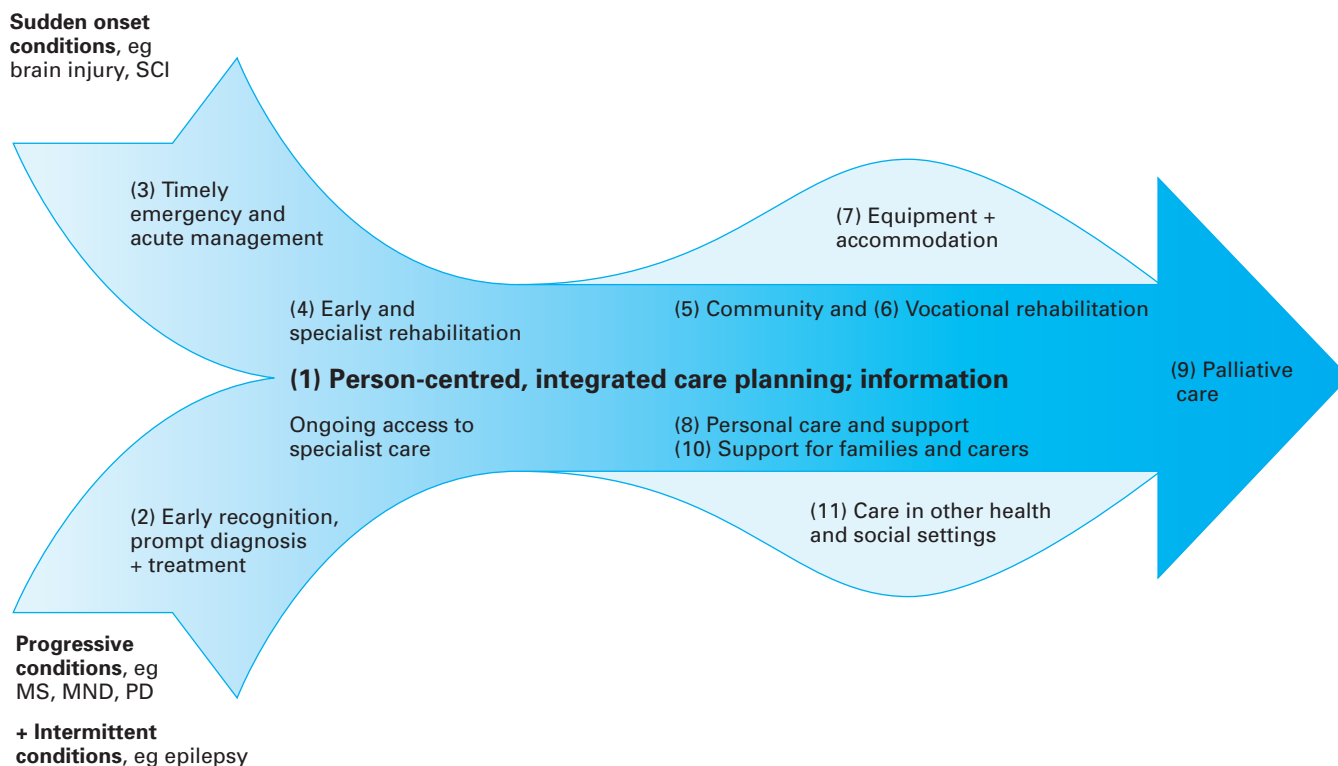 Sudden onset
conditions, eg
brain injury, SCI
(3) Timely
emergency and
acute management
(7) Equipment +
accommodation
(4) Early and
specialist rehabilitation
(5) Community and (6) Vocational rehabilitation
(1) Person-centred, integrated care planning; information
(9) Palliative
care
Ongoing access to
specialist care
(8) Personal care and support
(10) Support for families and carers
(2) Early recognition,
prompt diagnosis
+ treatment
(11) Care in other health
and social settings
Progressive
conditions, eg
MS, MND, PD
+ Intermittent
conditions, eg epilepsy